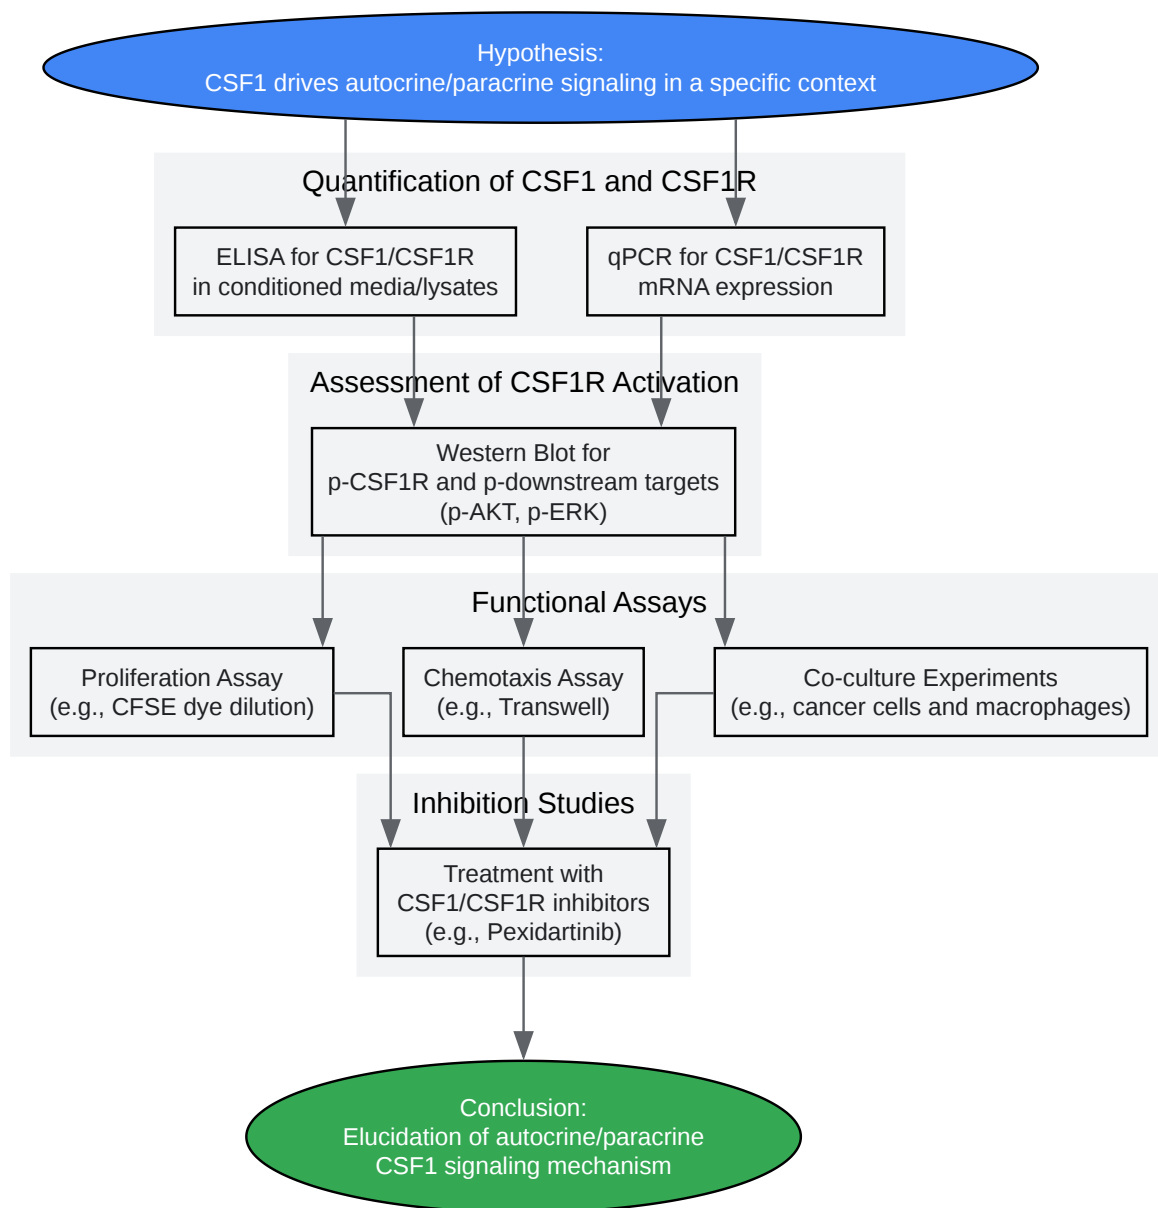 Hypothesis:
CSF1 drives autocrine/paracrine signaling in a specific context
Quantification of CSF1 and CSF1R
ELISA for CSF1/CSF1R
in conditioned media/lysates
qPCR for CSF1/CSF1R
mRNA expression
Assessment of CSF1R Activation
Western Blot for
p-CSF1R and p-downstream targets
(p-AKT, p-ERK)
Functional Assays
Proliferation Assay
(e.g., CFSE dye dilution)
Chemotaxis Assay
(e.g., Transwell)
Co-culture Experiments
(e.g., cancer cells and macrophages)
Inhibition Studies
Treatment with
CSF1/CSF1R inhibitors
(e.g., Pexidartinib)
Conclusion:
Elucidation of autocrine/paracrine
CSF1 signaling mechanism